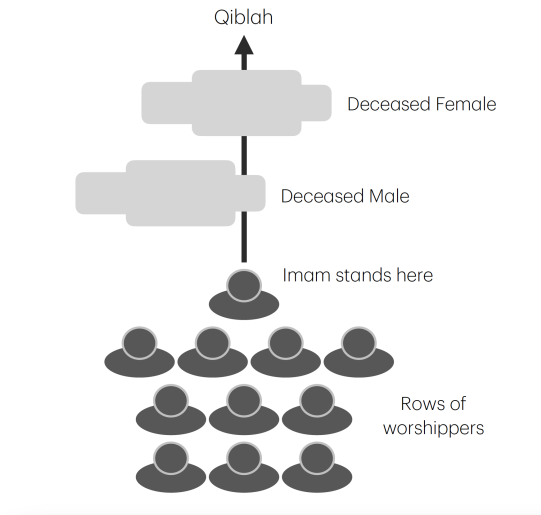 Qiblah
Deceased Female
Deceased Male
Imam stands here
Rows of
worshippers